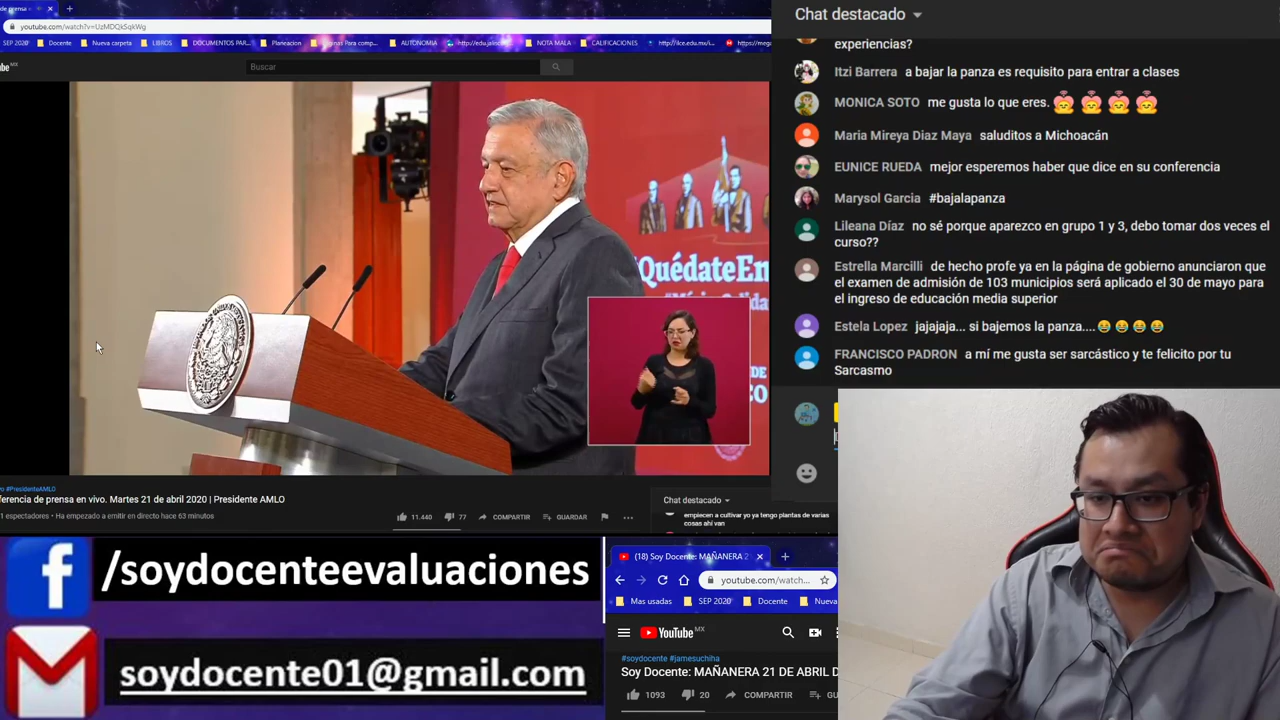 de prensa e
youtube.com/watch?v=UzMDQkSqkWg
SEP 2020
Docente
Nueva carpeta
LIBROS
DOCUMENTOS PAR...
Planeacion
AUTONOMIA
NOTA MALA
CALIFICACIONES
MX
Buscar
#QuédateEn
nferencia de prensa en vivo. Martes 21 de abril 2020 | Presidente AMLO
vo #PresidenteAMLO
1 espectadores • Ha empezado a emitir en directo hace 63 minutos
11.440
77
COMPARTIR
GUARDAR
Chat destacado
empiecen a cultivar yo ya tengo plantas de varias
cosas ahí van
Chat destacado
experiencias?
Itzi Barrera a bajar la panza es requisito para entrar a clases
MONICA SOTO me gusta lo que eres.
Maria Mireya Diaz Maya saluditos a Michoacán
EUNICE RUEDA mejor esperemos haber que dice en su conferencia
Marysol Garcia #bajalapanza
Lileana Díaz no sé porque aparezco en grupo 1 y 3, debo tomar dos veces el
curso??
Estrella Marcilli de hecho profe ya en la página de gobierno anunciaron que
el examen de admisión de 103 municipios será aplicado el 30 de mayo para
el ingreso de educación media superior
Estela Lopez jajajaja... si bajemos la panza....
FRANCISCO PADRON a mí me gusta ser sarcástico y te felicito por tu
Sarcasmo
/soydocenteevaluaciones
soydocente01@gmail.com
(18) Soy Docente: MAÑANERA 2
youtube.com/watch...
Mas usadas
SEP 2020
Docente
Nueva
YouTube MX
#soydocente #jamesuchiha
Soy Docente: MAÑANERA 21 DE ABRIL D
1093
20
COMPARTIR